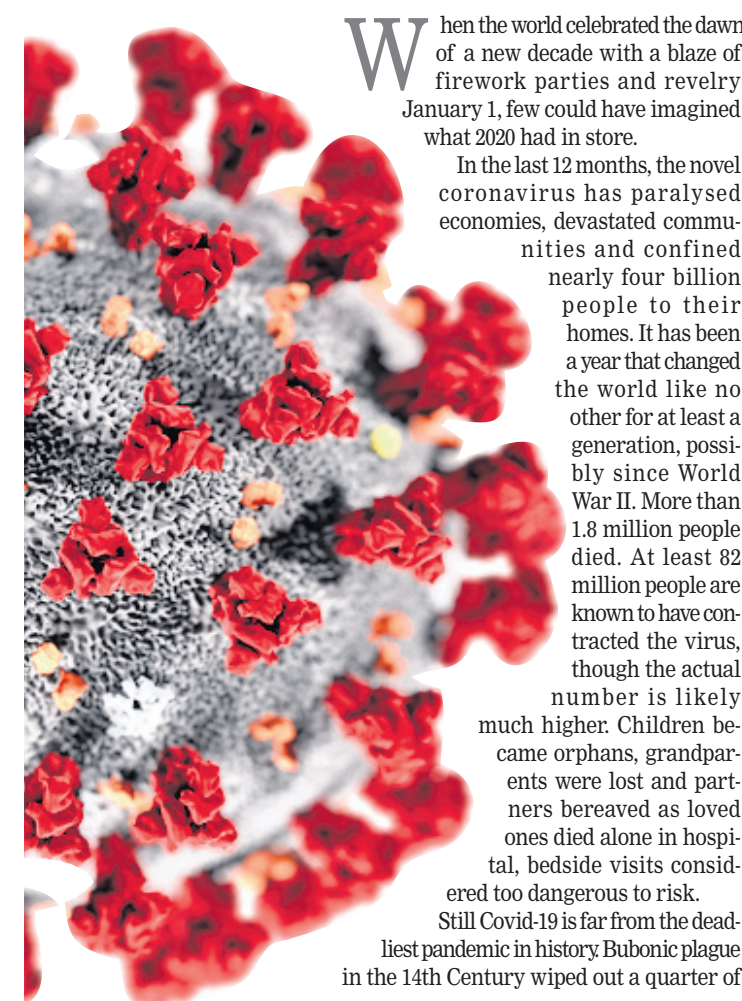 When the world celebrated the dawn
of a new decade with a blaze of
firework parties and revelry
January 1, few could have imagined
what 2020 had in store.
In the last 12 months, the novel
coronavirus has paralysed
economies, devastated commu-
nities and confined
nearly four billion
people to their
homes. It has been
a year that changed
the world like no
other for at least a
generation, possi-
bly since World
War II. More than
1.8 million people
died. At least 82
million people are
known to have con-
tracted the virus,
though the actual
number is likely
much higher. Children be-
came orphans, grandpar-
ents were lost and part-
ners bereaved as loved
ones died alone in hospi-
tal, bedside visits consid-
ered too dangerous to risk.
Still Covid-19 is far from the dead-
liest pandemic in history. Bubonic plague
in the 14th Century wiped out a quarter of